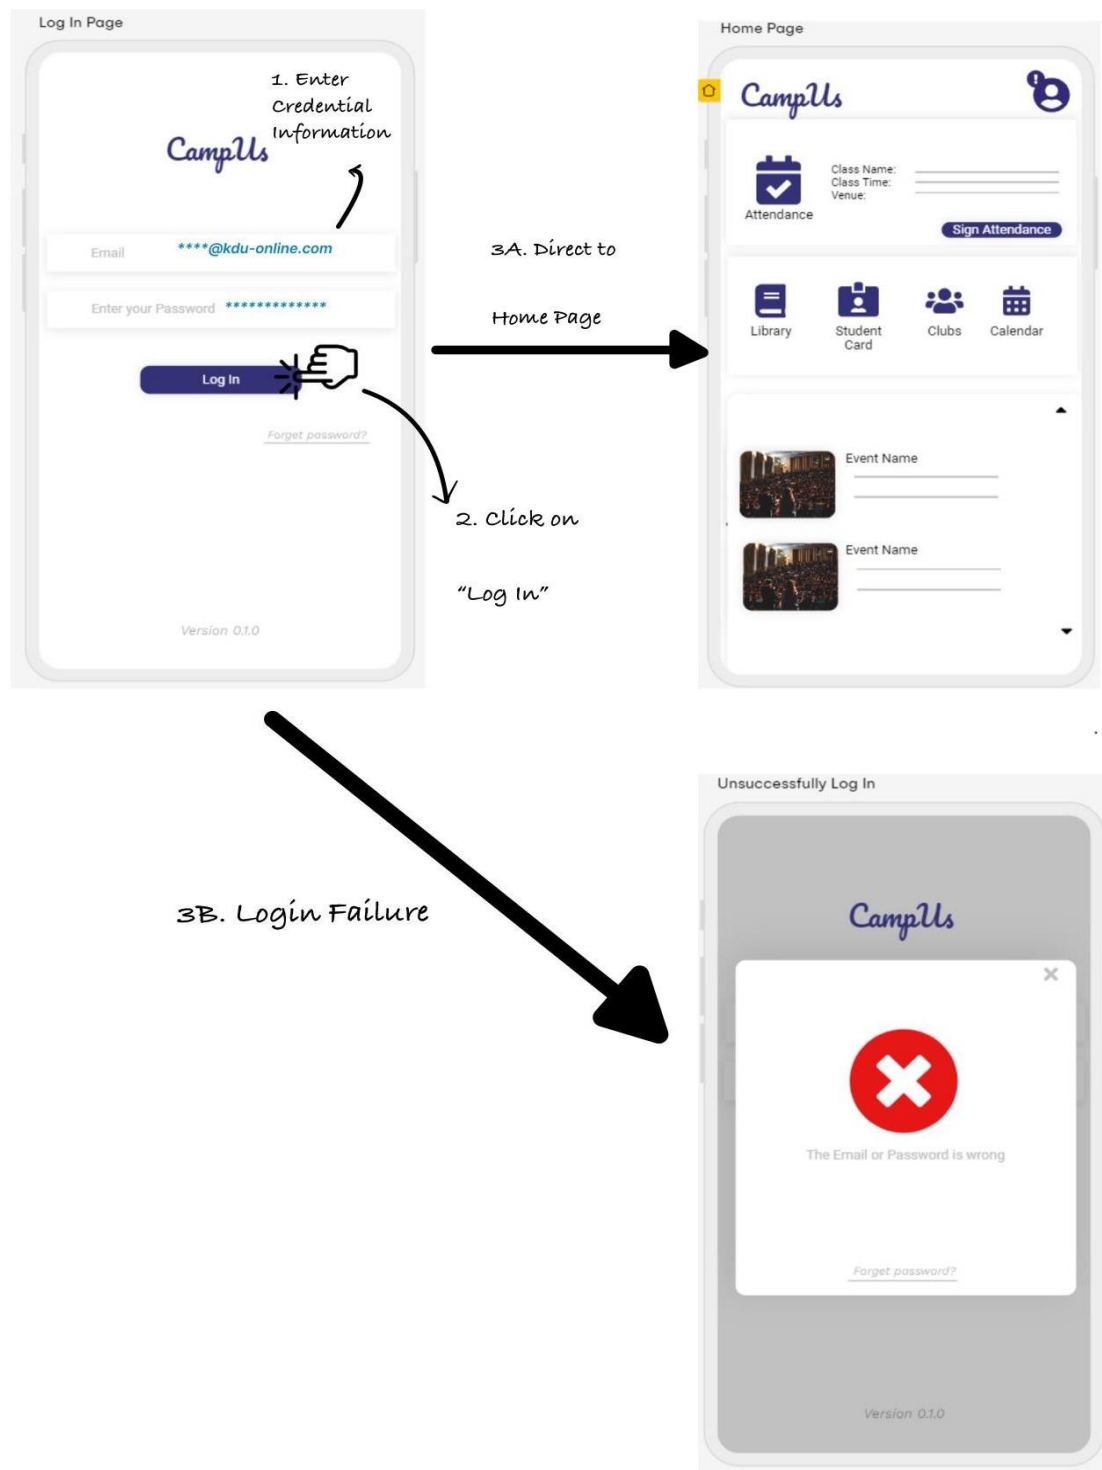 Log In Page
1. Enter
Credential
Information
CampUs
Email ****@kdu-online.com
Enter your Password *************
Log In
Forget password?
2. Click on
"Log In"
Version 0.1.0
3A. Direct to
Home Page
Home Page
CampUs
Class Name:
Class Time:
Venue:
Attendance
Sign Attendance
Library
Student
Card
Clubs
Calendar
Event Name
Event Name
3B. Login Failure
Unsuccessfully Log In
CampUs
The Email or Password is wrong
Forget password?
Version 0.1.0